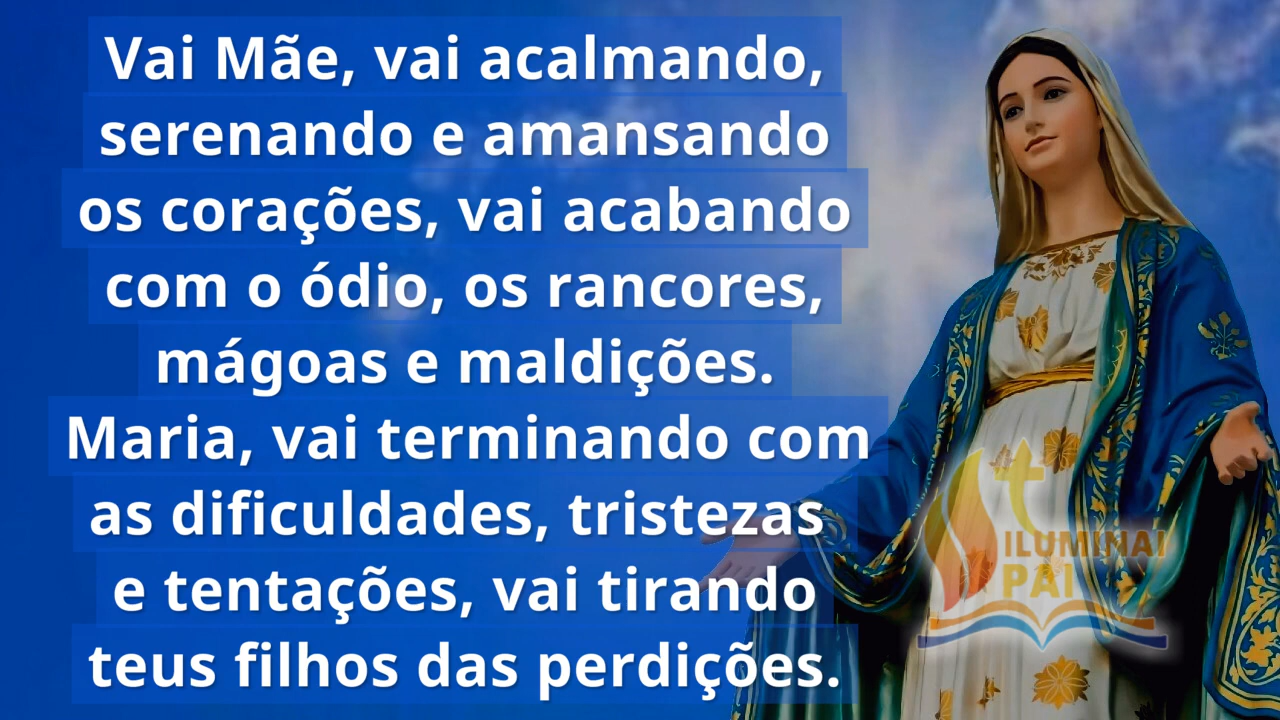 Vai Mãe, vai acalmando,
serenando e amansando
os corações, vai acabando
com o ódio, os rancores,
mágoas e maldições.
Maria, vai terminando com
as dificuldades, tristezas
e tentações, vai tirando
teus filhos das perdições.
ILUMINAI
PAI